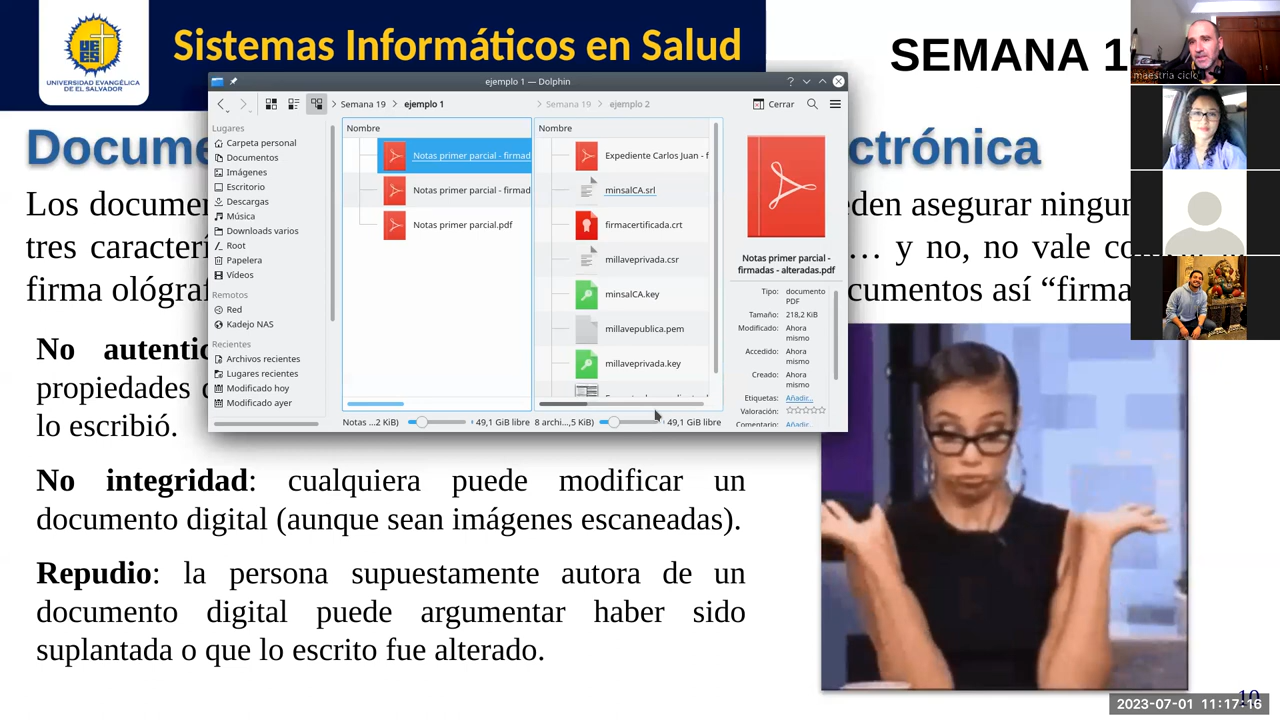 UNIVERSIDAD EVANGÉLICA
DE EL SALVADOR
Sistemas Informáticos en Salud
SEMANA 1
maestria ciclo
Docume
ctrónica
Los documen
eden asegurar ningun
tres caracterí
… y no, no vale co
firma ológraf
cumentos así “firma
No autentic
propiedades
lo escribió.
No integridad: cualquiera puede modificar un
documento digital (aunque sean imágenes escaneadas).
Repudio: la persona supuestamente autora de un
documento digital puede argumentar haber sido
suplantada o que lo escrito fue alterado.
ejemplo 1 — Dolphin
Semana 19 > ejemplo 1
Semana 19 > ejemplo 2
Cerrar
Lugares
Carpeta personal
Documentos
Imágenes
Escritorio
Descargas
Música
Downloads varios
Root
Papelera
Vídeos
Remotos
Red
Kadejo NAS
Recientes
Archivos recientes
Lugares recientes
Modificado hoy
Modificado ayer
Nombre
Notas primer parcial - firmad
Notas primer parcial - firmad
Notas primer parcial.pdf
Notas ...2 KiB)
49,1 GiB libre
Nombre
Expediente Carlos Juan - f
minsalCA.srl
firmacertificada.crt
millaveprivada.csr
minsalCA.key
millavepublica.pem
millaveprivada.key
8 archi...,5 KiB)
49,1 GiB libre
Notas primer parcial -
firmadas - alteradas.pdf
Tipo: documento
PDF
Tamaño: 218,2 KiB
Modificado: Ahora
mismo
Accedido: Ahora
mismo
Creado: Ahora
mismo
Etiquetas: Añadir...
Valoración:
Comentario: Añadir...
10
2023-07-01 11:17:16